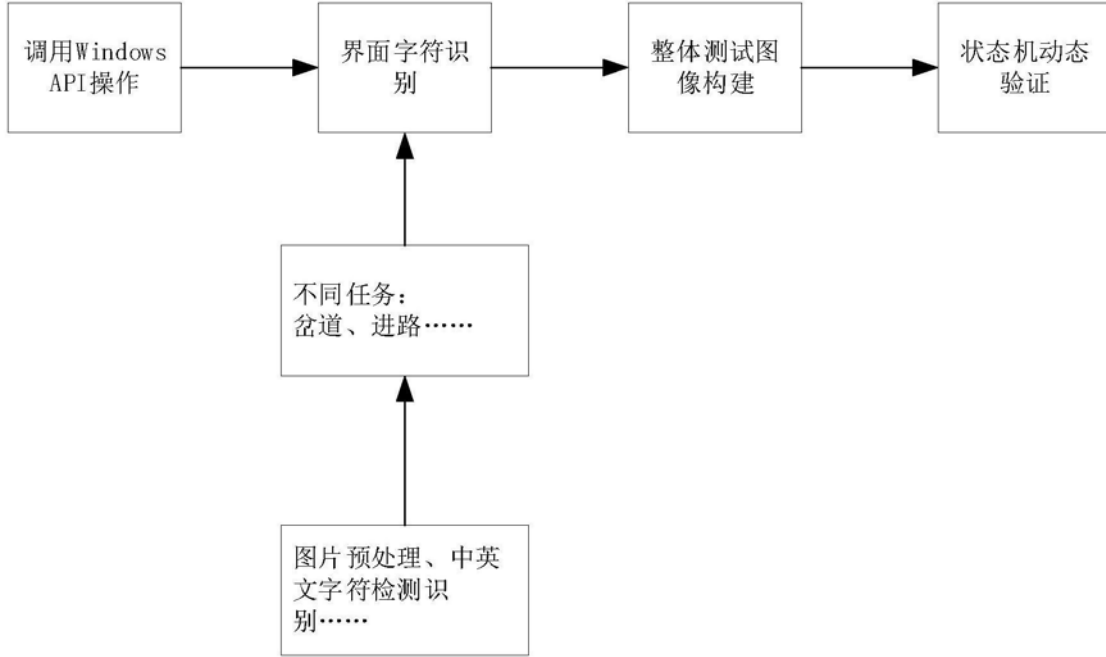 调用Windows
API操作
界面字符识
别
整体测试图
像构建
状态机动态
验证
不同任务：
岔道、进路……
图片预处理、中英
文字符检测识
别……